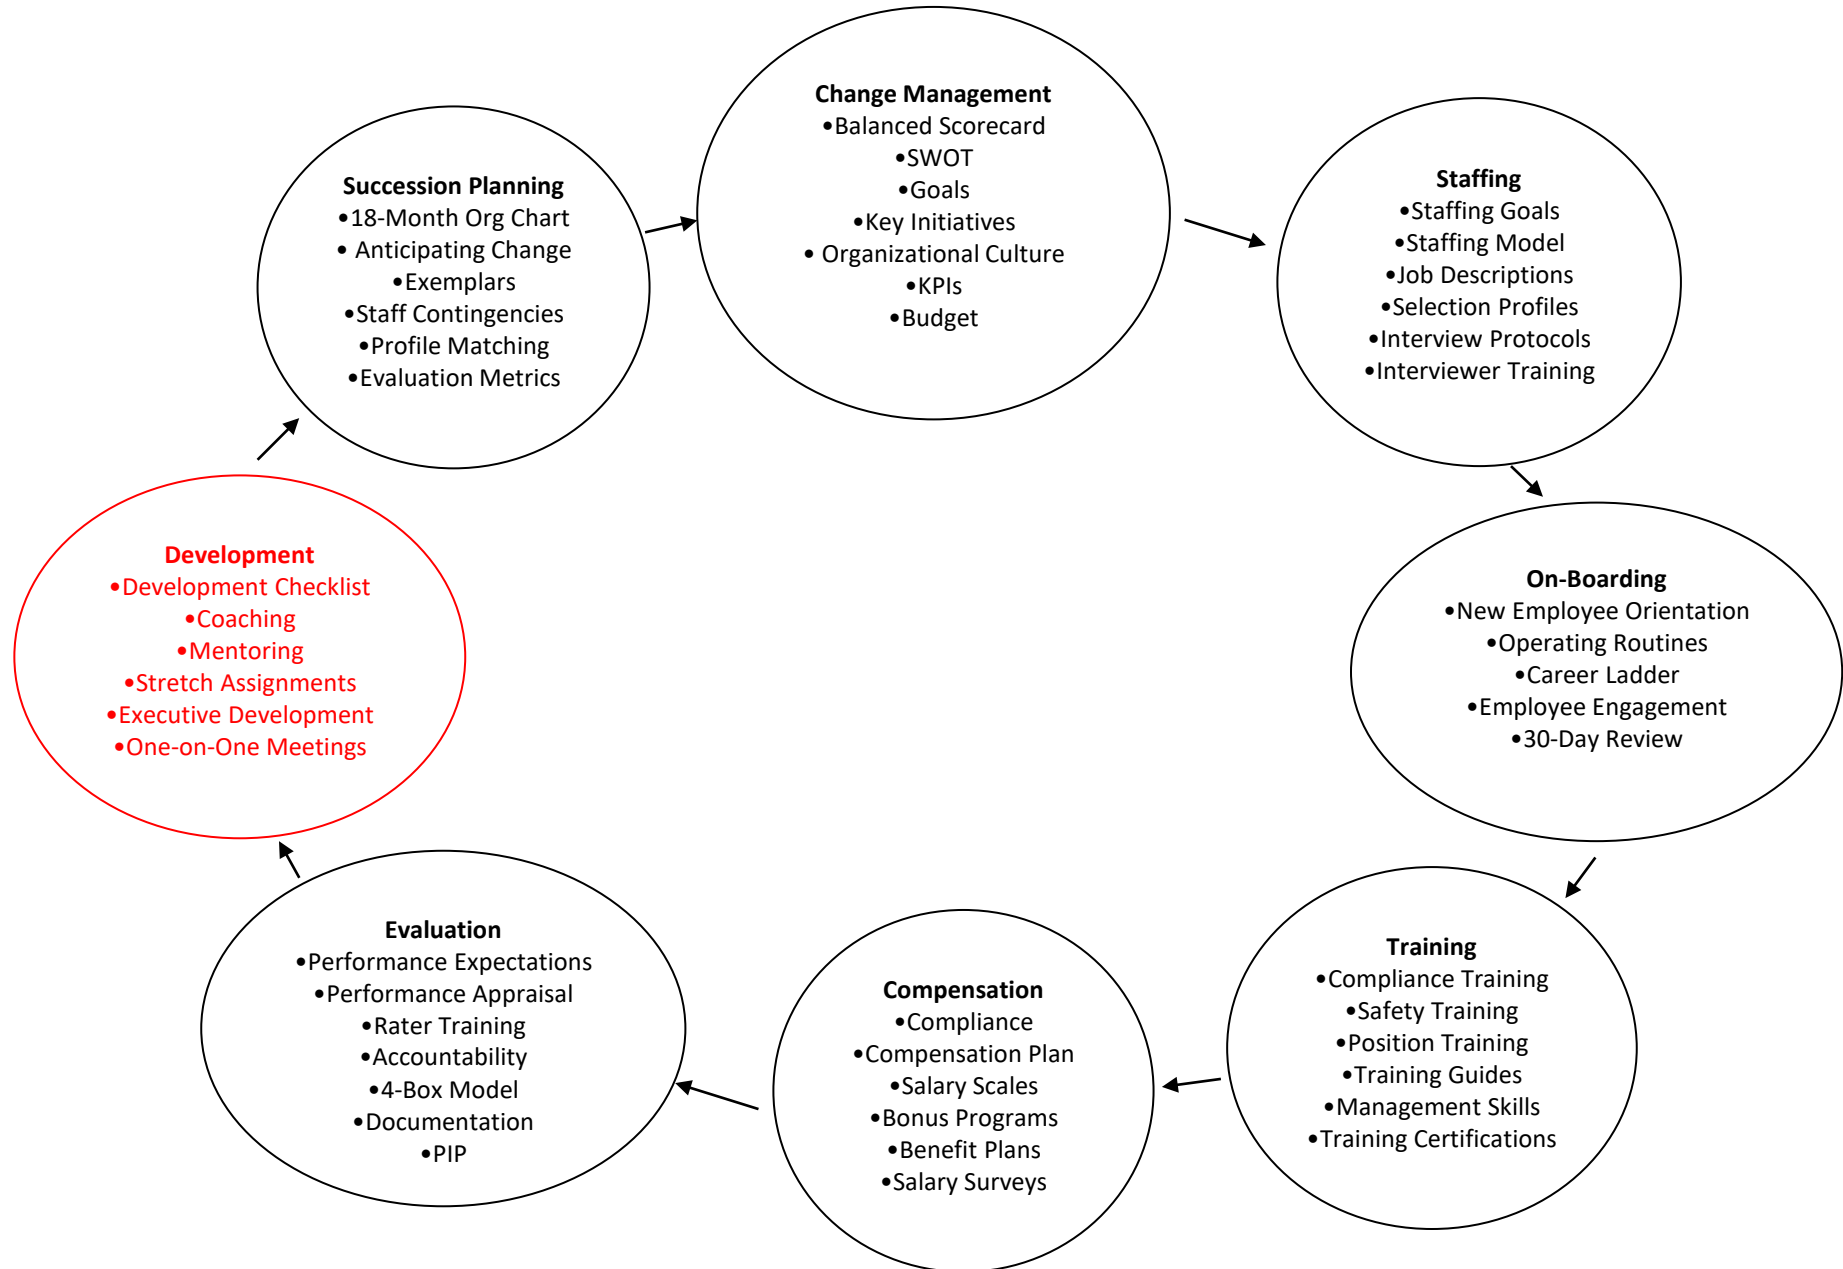 Change Management
•Balanced Scorecard
•SWOT
•Goals
•Key Initiatives
• Organizational Culture
•KPIs
•Budget
Staffing
•Staffing Goals
•Staffing Model
•Job Descriptions
•Selection Profiles
•Interview Protocols
•Interviewer Training
On-Boarding
•New Employee Orientation
•Operating Routines
•Career Ladder
•Employee Engagement
•30-Day Review
Training
•Compliance Training
•Safety Training
•Position Training
•Training Guides
•Management Skills
•Training Certifications
Compensation
•Compliance
•Compensation Plan
•Salary Scales
•Bonus Programs
•Benefit Plans
•Salary Surveys
Evaluation
•Performance Expectations
•Performance Appraisal
•Rater Training
•Accountability
•4-Box Model
•Documentation
•PIP
Development
•Development Checklist
•Coaching
•Mentoring
•Stretch Assignments
•Executive Development
•One-on-One Meetings
Succession Planning
•18-Month Org Chart
• Anticipating Change
•Exemplars
•Staff Contingencies
•Profile Matching
•Evaluation Metrics